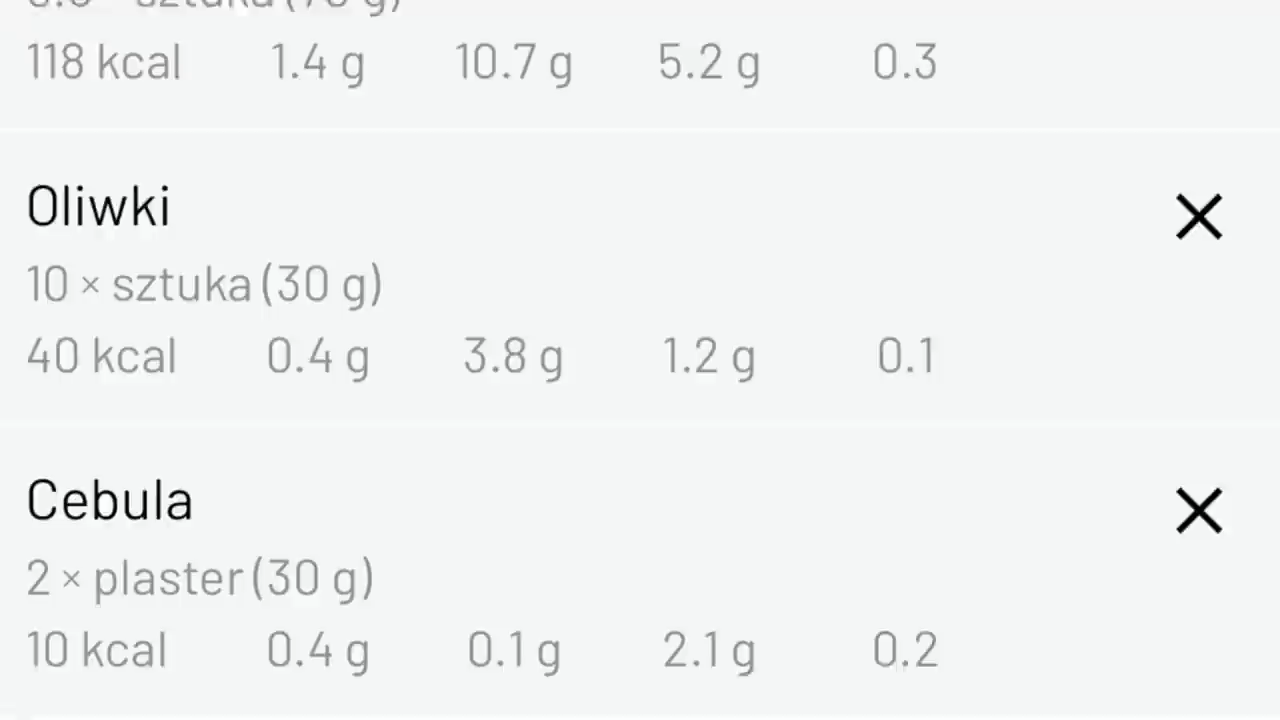 sztuka
118 kcal 1.4 g 10.7 g 5.2 g 0.3
Oliwki
10 × sztuka (30 g)
40 kcal 0.4 g 3.8 g 1.2 g 0.1
Cebula
2 × plaster (30 g)
10 kcal 0.4 g 0.1 g 2.1 g 0.2